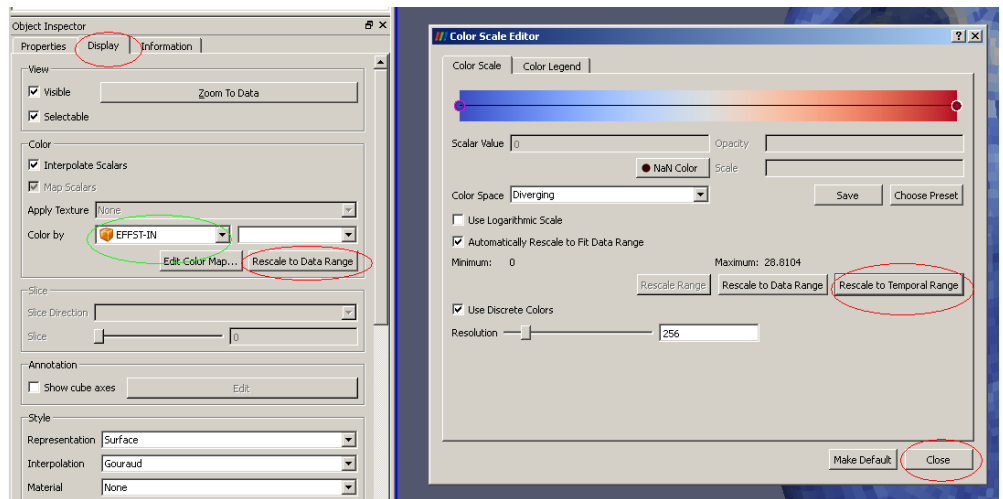 Object Inspector
Properties Display Information
View
Visible Zoom To Data
Selectable
Color
Interpolate Scalars
Map Scalars
Apply Texture None
Color by EFFST-IN
Edit Color Map... Rescale to Data Range
Slice
Slice Direction
Slice 0
Annotation
Show cube axes Edit
Style
Representation Surface
Interpolation Gouraud
Material None
Color Scale Editor
Color Scale Color Legend
Scalar Value 0 Opacity
NaN Color Scale
Color Space Diverging Save Choose Preset
Use Logarithmic Scale
Automatically Rescale to Fit Data Range
Minimum: 0 Maximum: 28.8104
Rescale Range Rescale to Data Range Rescale to Temporal Range
Use Discrete Colors
Resolution 256
Make Default Close